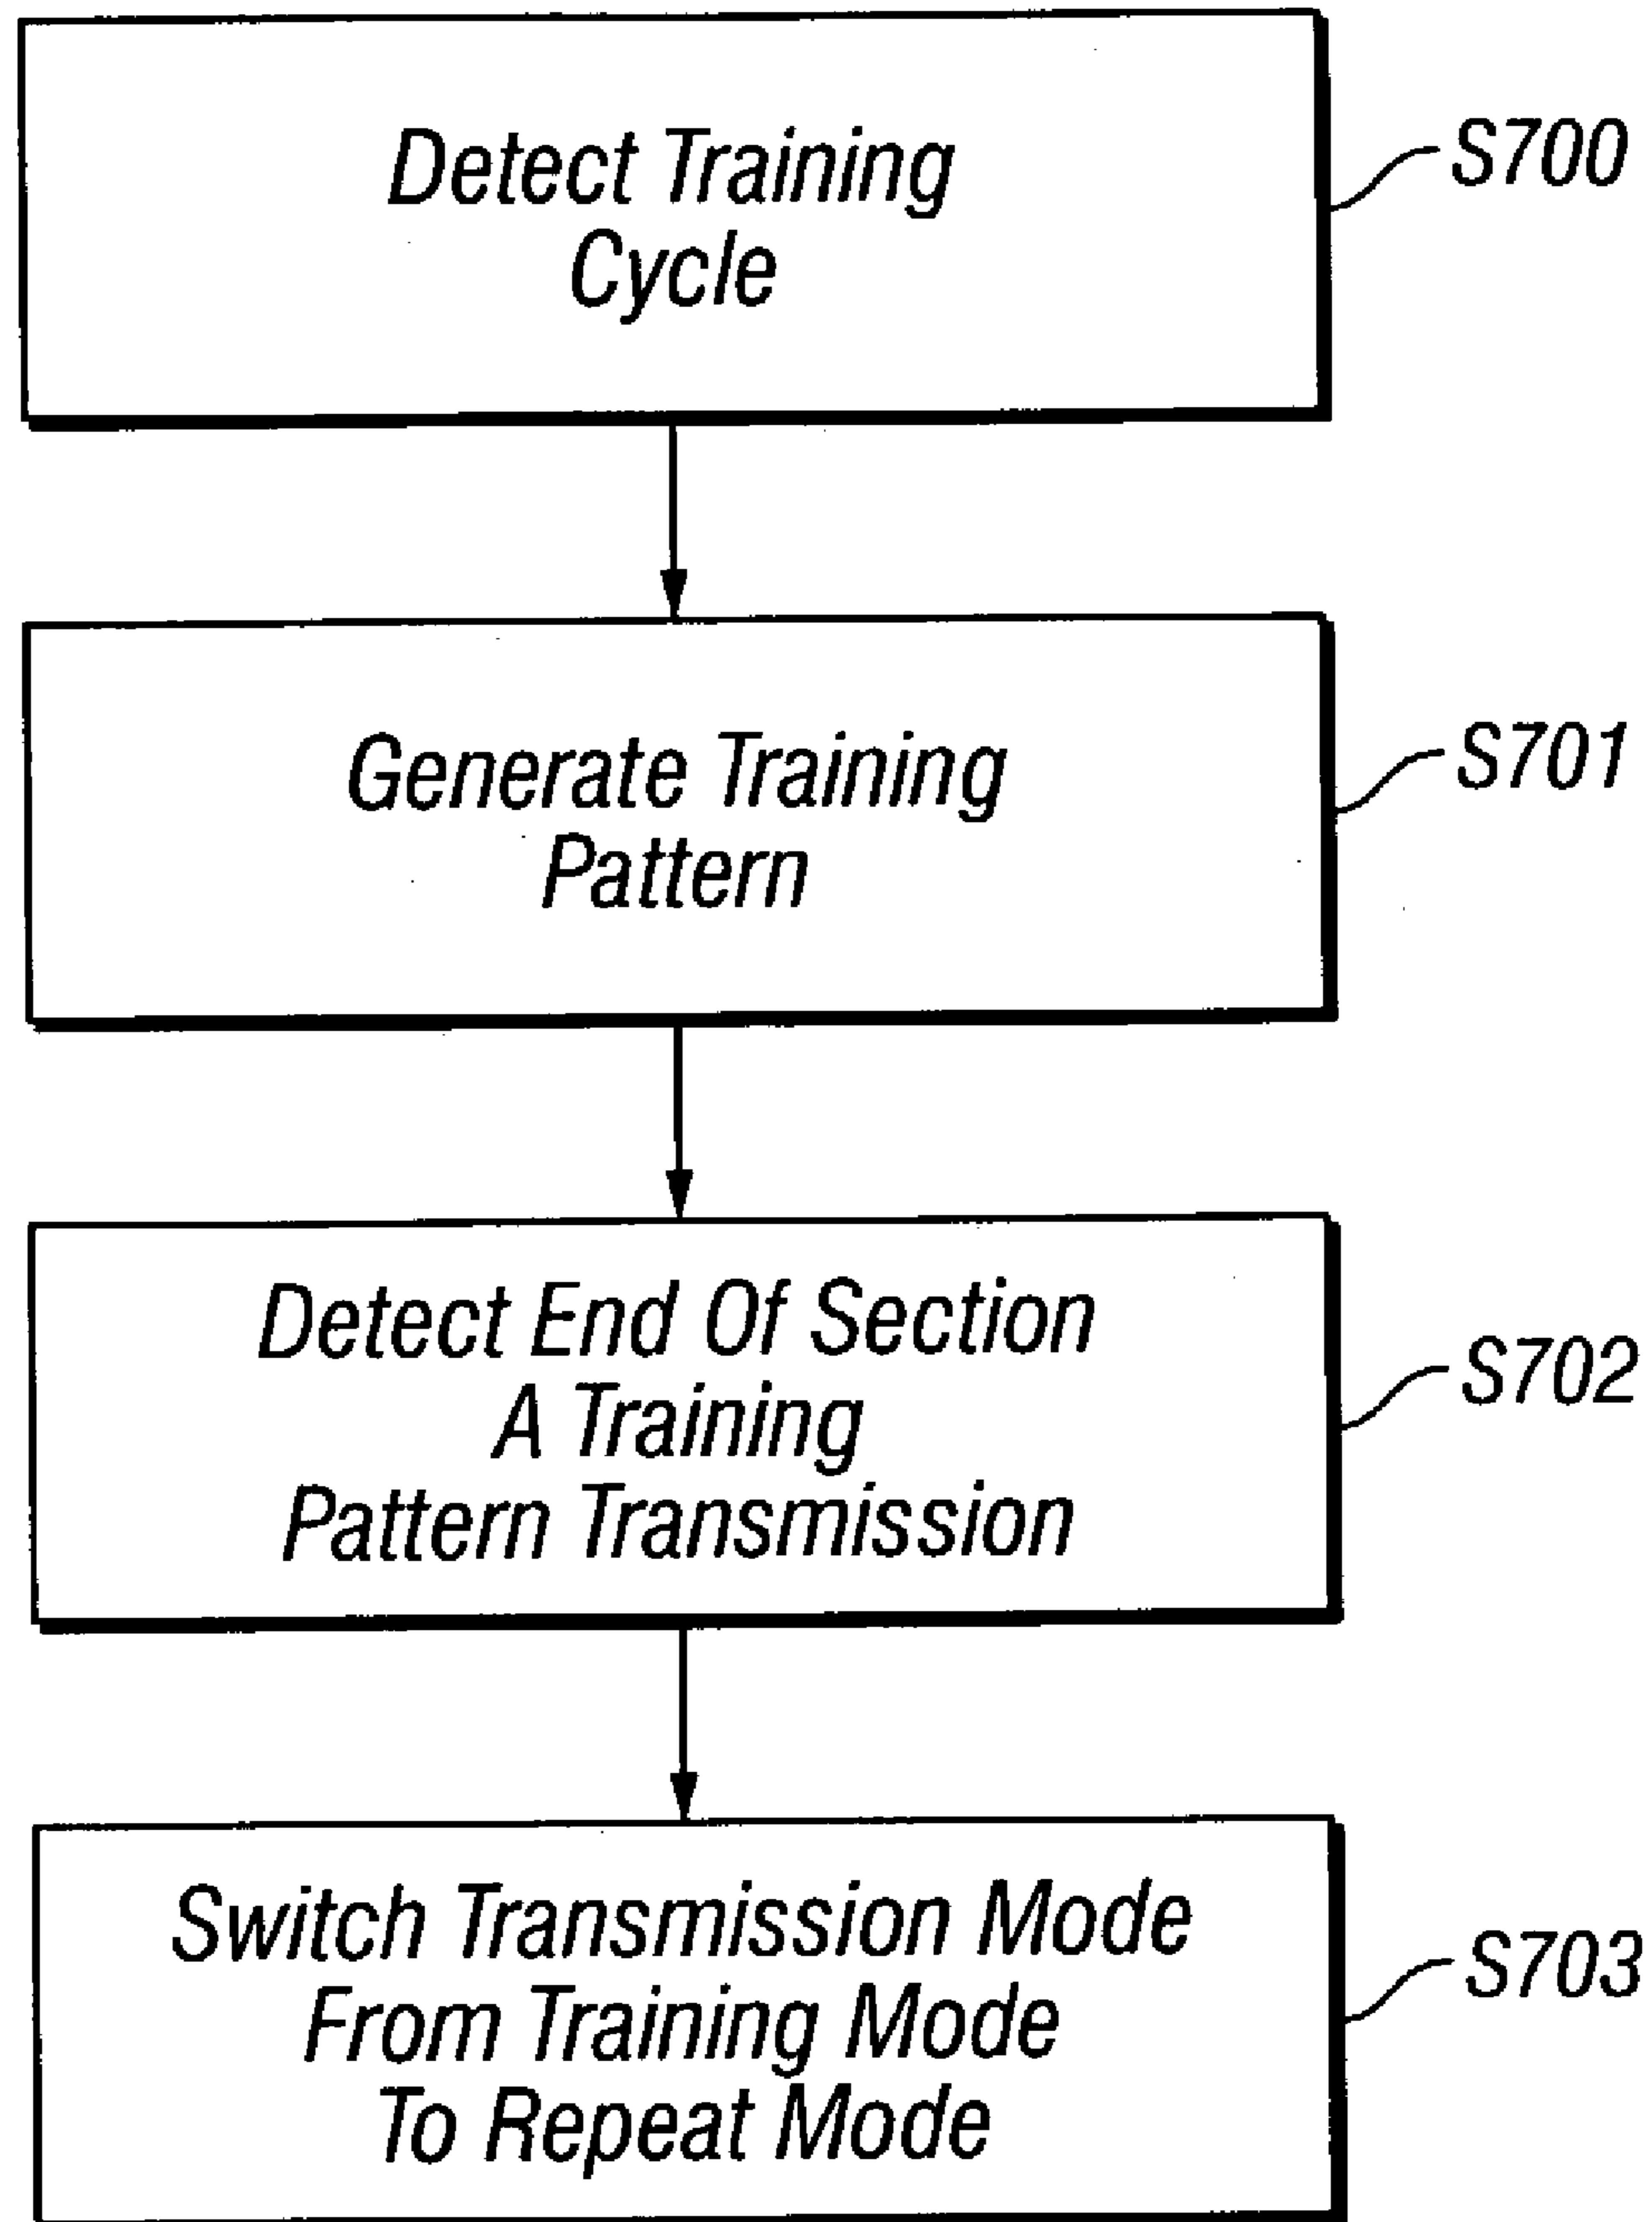 Detect Training
Cycle
S700
Generate Training
Pattern
S701
Detect End Of Section
A Training
Pattern Transmission
S702
Switch Transmission Mode
From Training Mode
To Repeat Mode
S703